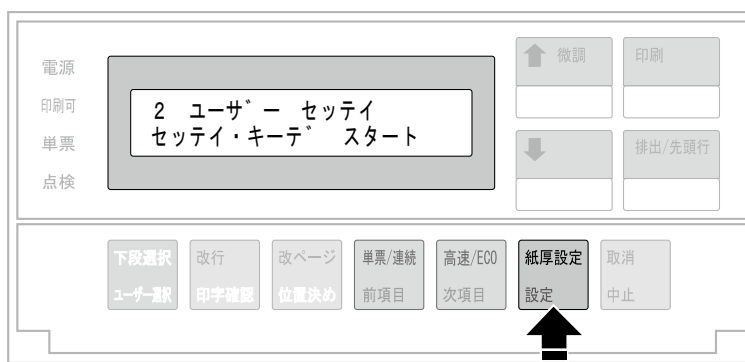 電源
印刷可
単票
点検
2 ユーザー セッテイ
セッテイ・キーデ スタート
微調
印刷
排出/先頭行
下段選択
ユーザー選択
改行
印字確認
改ページ
位置決め
単票/連続
前項目
高速/ECO
次項目
紙厚設定
設定
取消
中止